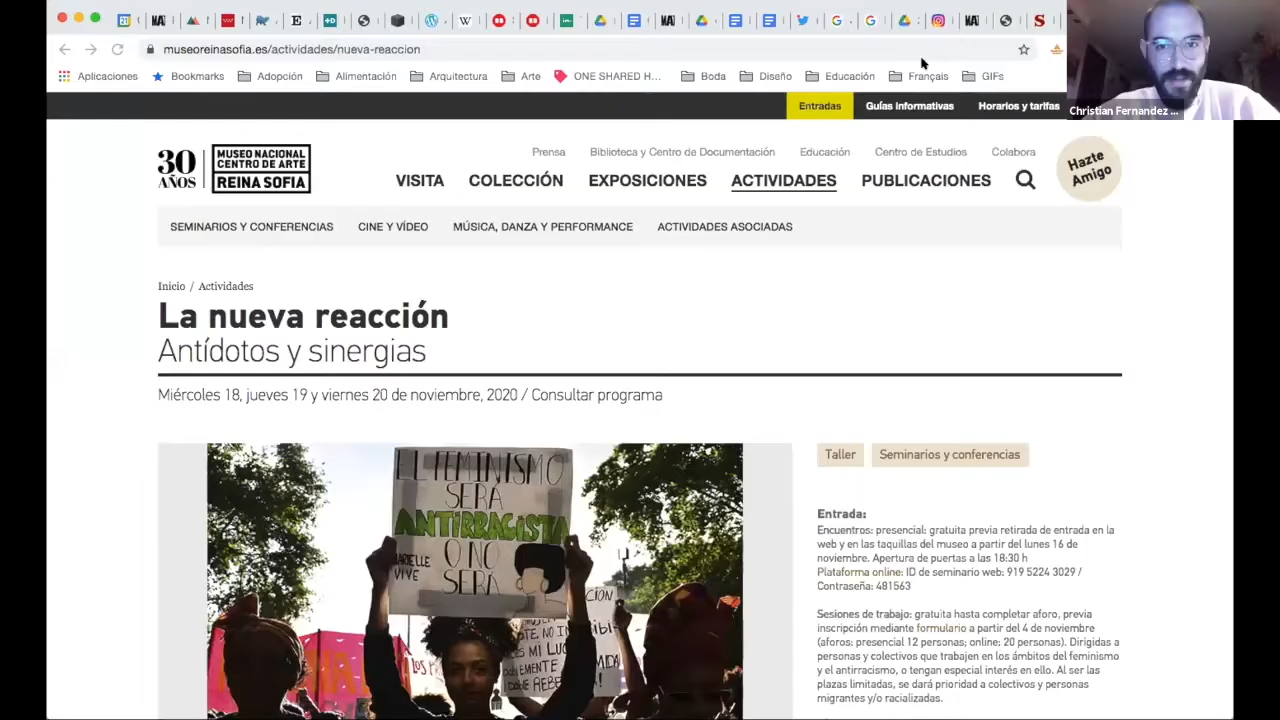 museoreinasofia.es/actividades/nueva-reaccion
Aplicaciones
Bookmarks
Adopción
Alimentación
Arquitectura
Arte
ONE SHARED H...
Boda
Diseño
Educación
Français
GIFs
Christian Fernandez ...
Entradas
Guías informativas
Horarios y tarifas
30 AÑOS
MUSEO NACIONAL
CENTRO DE ARTE
REINA SOFIA
Prensa
Biblioteca y Centro de Documentación
Educación
Centro de Estudios
Colabora
Hazte
Amigo
VISITA
COLECCIÓN
EXPOSICIONES
ACTIVIDADES
PUBLICACIONES
SEMINARIOS Y CONFERENCIAS
CINE Y VÍDEO
MÚSICA, DANZA Y PERFORMANCE
ACTIVIDADES ASOCIADAS
Inicio / Actividades
La nueva reacción
Antídotos y sinergias
Miércoles 18, jueves 19 y viernes 20 de noviembre, 2020 / Consultar programa
EL FEMINISMO
SERÁ
ANTIRRACISTA
O NO
SERÁ
MARIELLE
VIVE
Taller
Seminarios y conferencias
Entrada:
Encuentros: presencial: gratuita previa retirada de entrada en la
web y en las taquillas del museo a partir del lunes 16 de
noviembre. Apertura de puertas a las 18:30 h
Plataforma online: ID de seminario web: 919 5224 3029 /
Contraseña: 481563
Sesiones de trabajo: gratuita hasta completar aforo, previa
inscripción mediante formulario a partir del 4 de noviembre
(aforos: presencial 12 personas; online: 20 personas). Dirigidas a
personas y colectivos que trabajen en los ámbitos del feminismo
y el antirracismo, o tengan especial interés en ello. Al ser las
plazas limitadas, se dará prioridad a colectivos y personas
migrantes y/o racializadas.